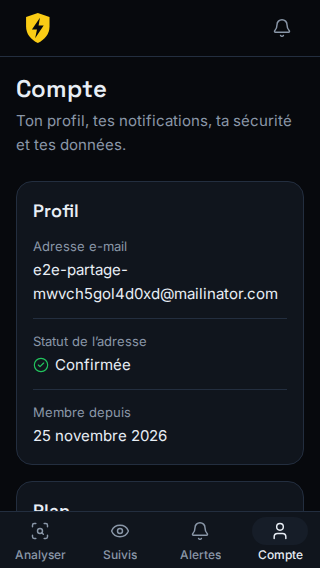 Compte
Ton profil, tes notifications, ta sécurité
et tes données.
Profil
Adresse e-mail
e2e-partage-
mwvch5gol4d0xd@mailinator.com
Statut de l'adresse
Confirmée
Membre depuis
25 novembre 2026
Plan
Analyser
Suivis
Alertes
Compte